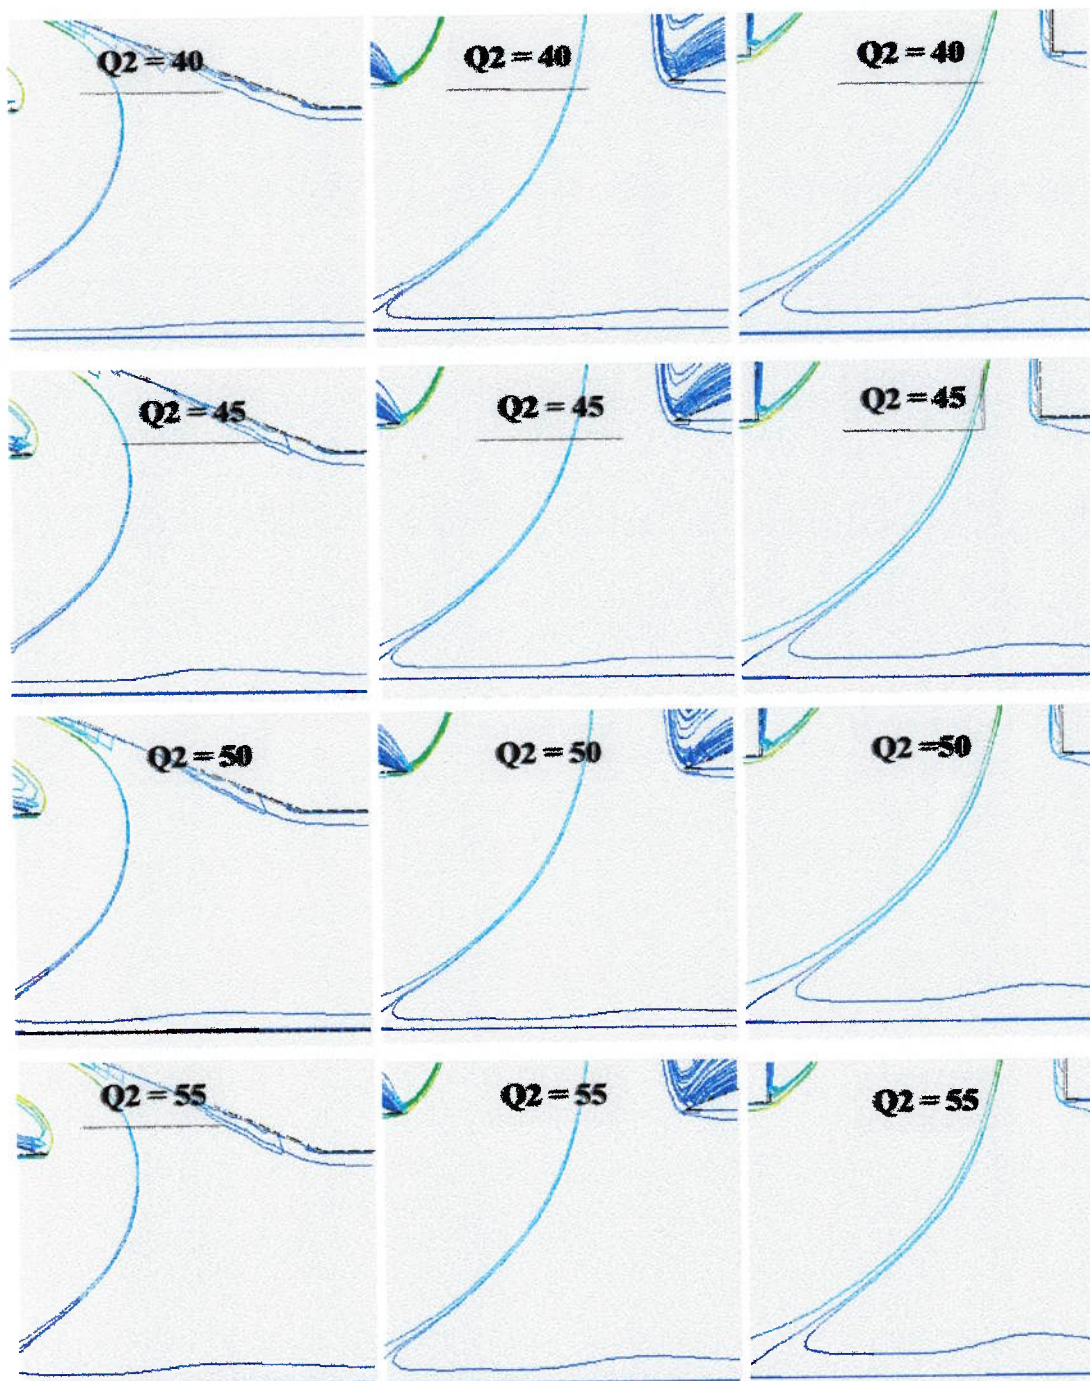 Q2 = 40
Q2 = 40
Q2 = 40
Q2 = 45
Q2 = 45
Q2 = 45
Q2 = 50
Q2 = 50
Q2 =50
Q2 = 55
Q2 = 55
Q2 = 55